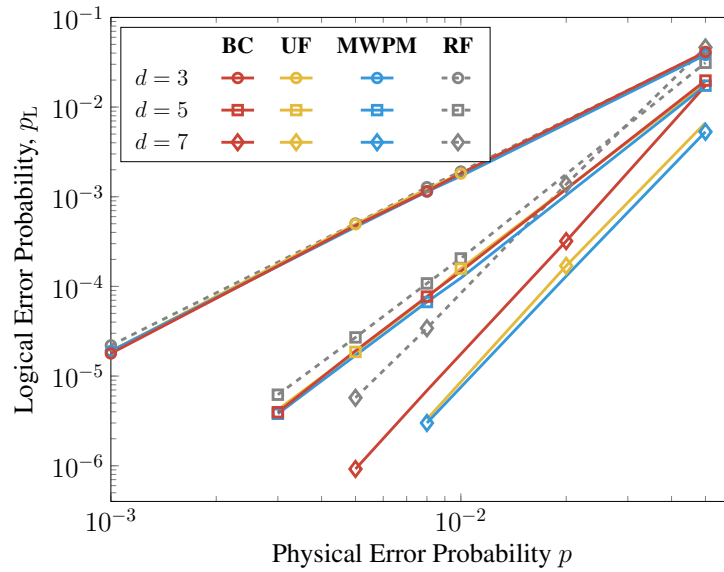 10⁻¹
BC UF MWPM RF
d = 3
d = 5
d = 7
10⁻²
10⁻³
10⁻⁴
10⁻⁵
10⁻⁶
Logical Error Probability, p_L
10⁻³ 10⁻²
Physical Error Probability p